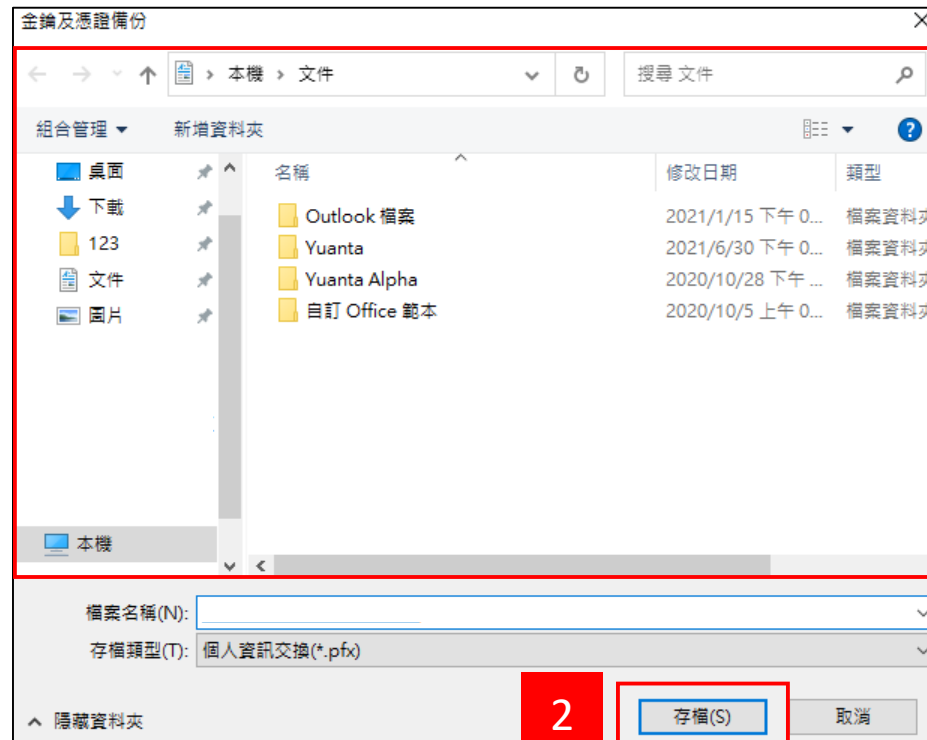 金鑰及憑證備份
本機 > 文件
搜尋 文件
組合管理 新增資料夾
名稱 修改日期 類型
桌面
下載
123
文件
圖片
Outlook 檔案 2021/1/15 下午 0... 檔案資料夾
Yuanta 2021/6/30 下午 0... 檔案資料夾
Yuanta Alpha 2020/10/28 下午 ... 檔案資料夾
自訂 Office 範本 2020/10/5 上午 0... 檔案資料夾
本機
檔案名稱(N):
存檔類型(T): 個人資訊交換(*.pfx)
隱藏資料夾
2
存檔(S) 取消